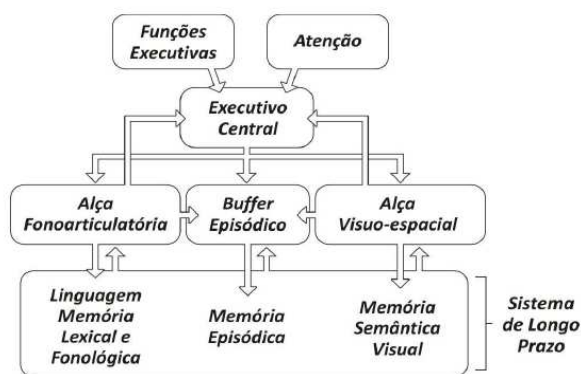 Funções
Executivas
Atenção
Executivo
Central
Alça
Fonoarticulatória
Buffer
Episódico
Alça
Visuo-espacial
Linguagem
Memória
Lexical e
Fonológica
Memória
Episódica
Memória
Semântica
Visual
Sistema
de Longo
Prazo